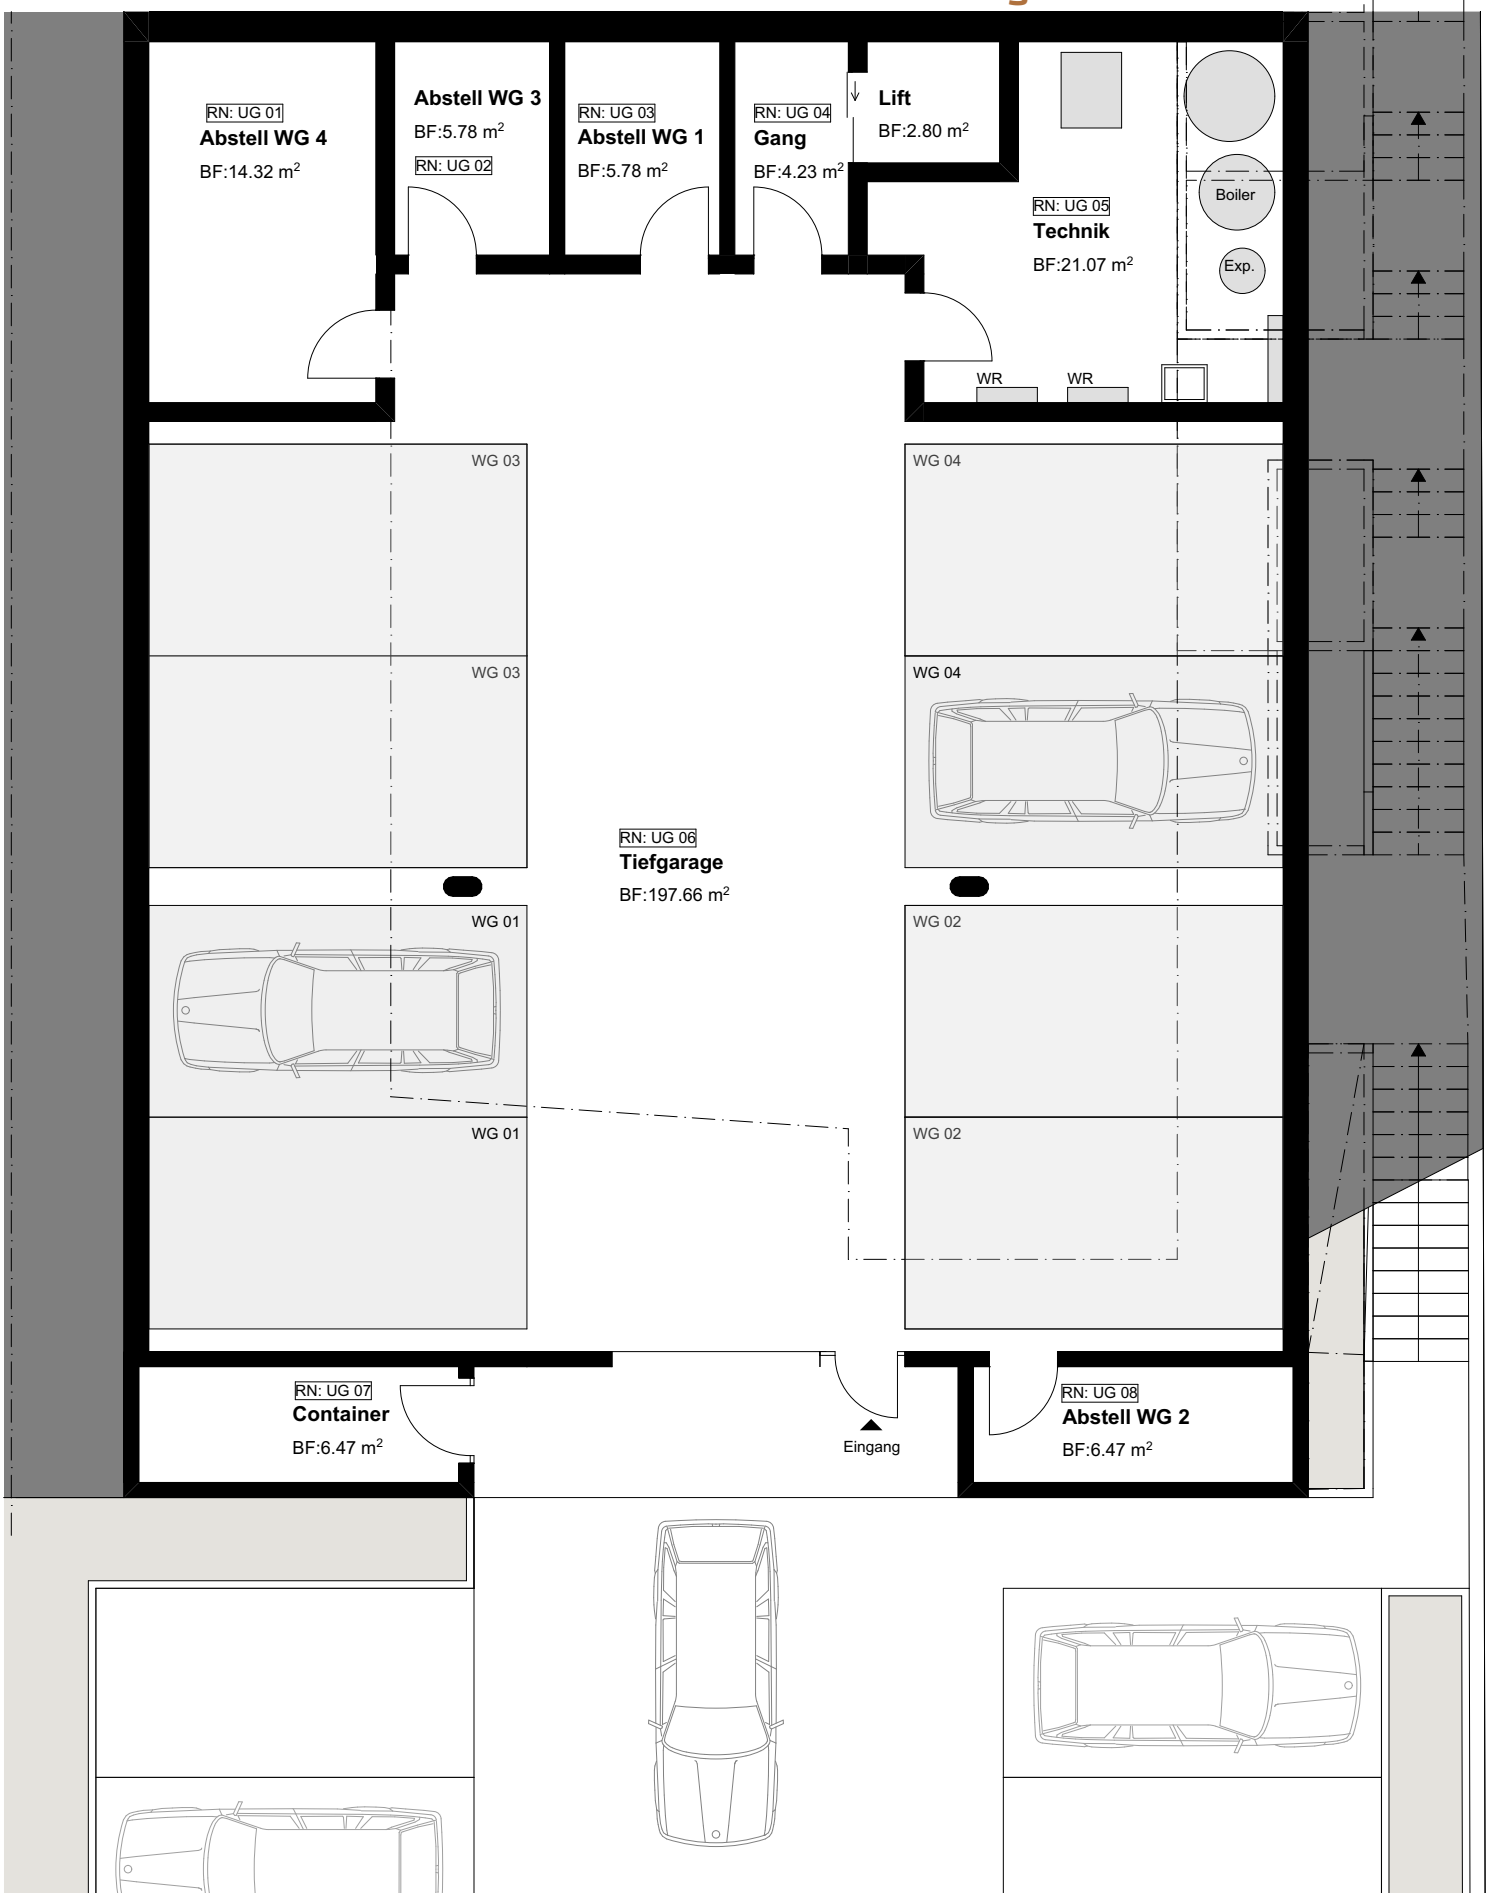 RN: UG 01
Abstell WG 4
BF:14.32 m²
Abstell WG 3
BF:5.78 m²
RN: UG 02
RN: UG 03
Abstell WG 1
BF:5.78 m²
RN: UG 04
Gang
BF:4.23 m²
Lift
BF:2.80 m²
RN: UG 05
Technik
BF:21.07 m²
Boiler
Exp.
WR
WR
WG 03
WG 04
WG 03
WG 04
RN: UG 06
Tiefgarage
BF:197.66 m²
WG 01
WG 02
WG 01
WG 02
RN: UG 07
Container
BF:6.47 m²
Eingang
RN: UG 08
Abstell WG 2
BF:6.47 m²